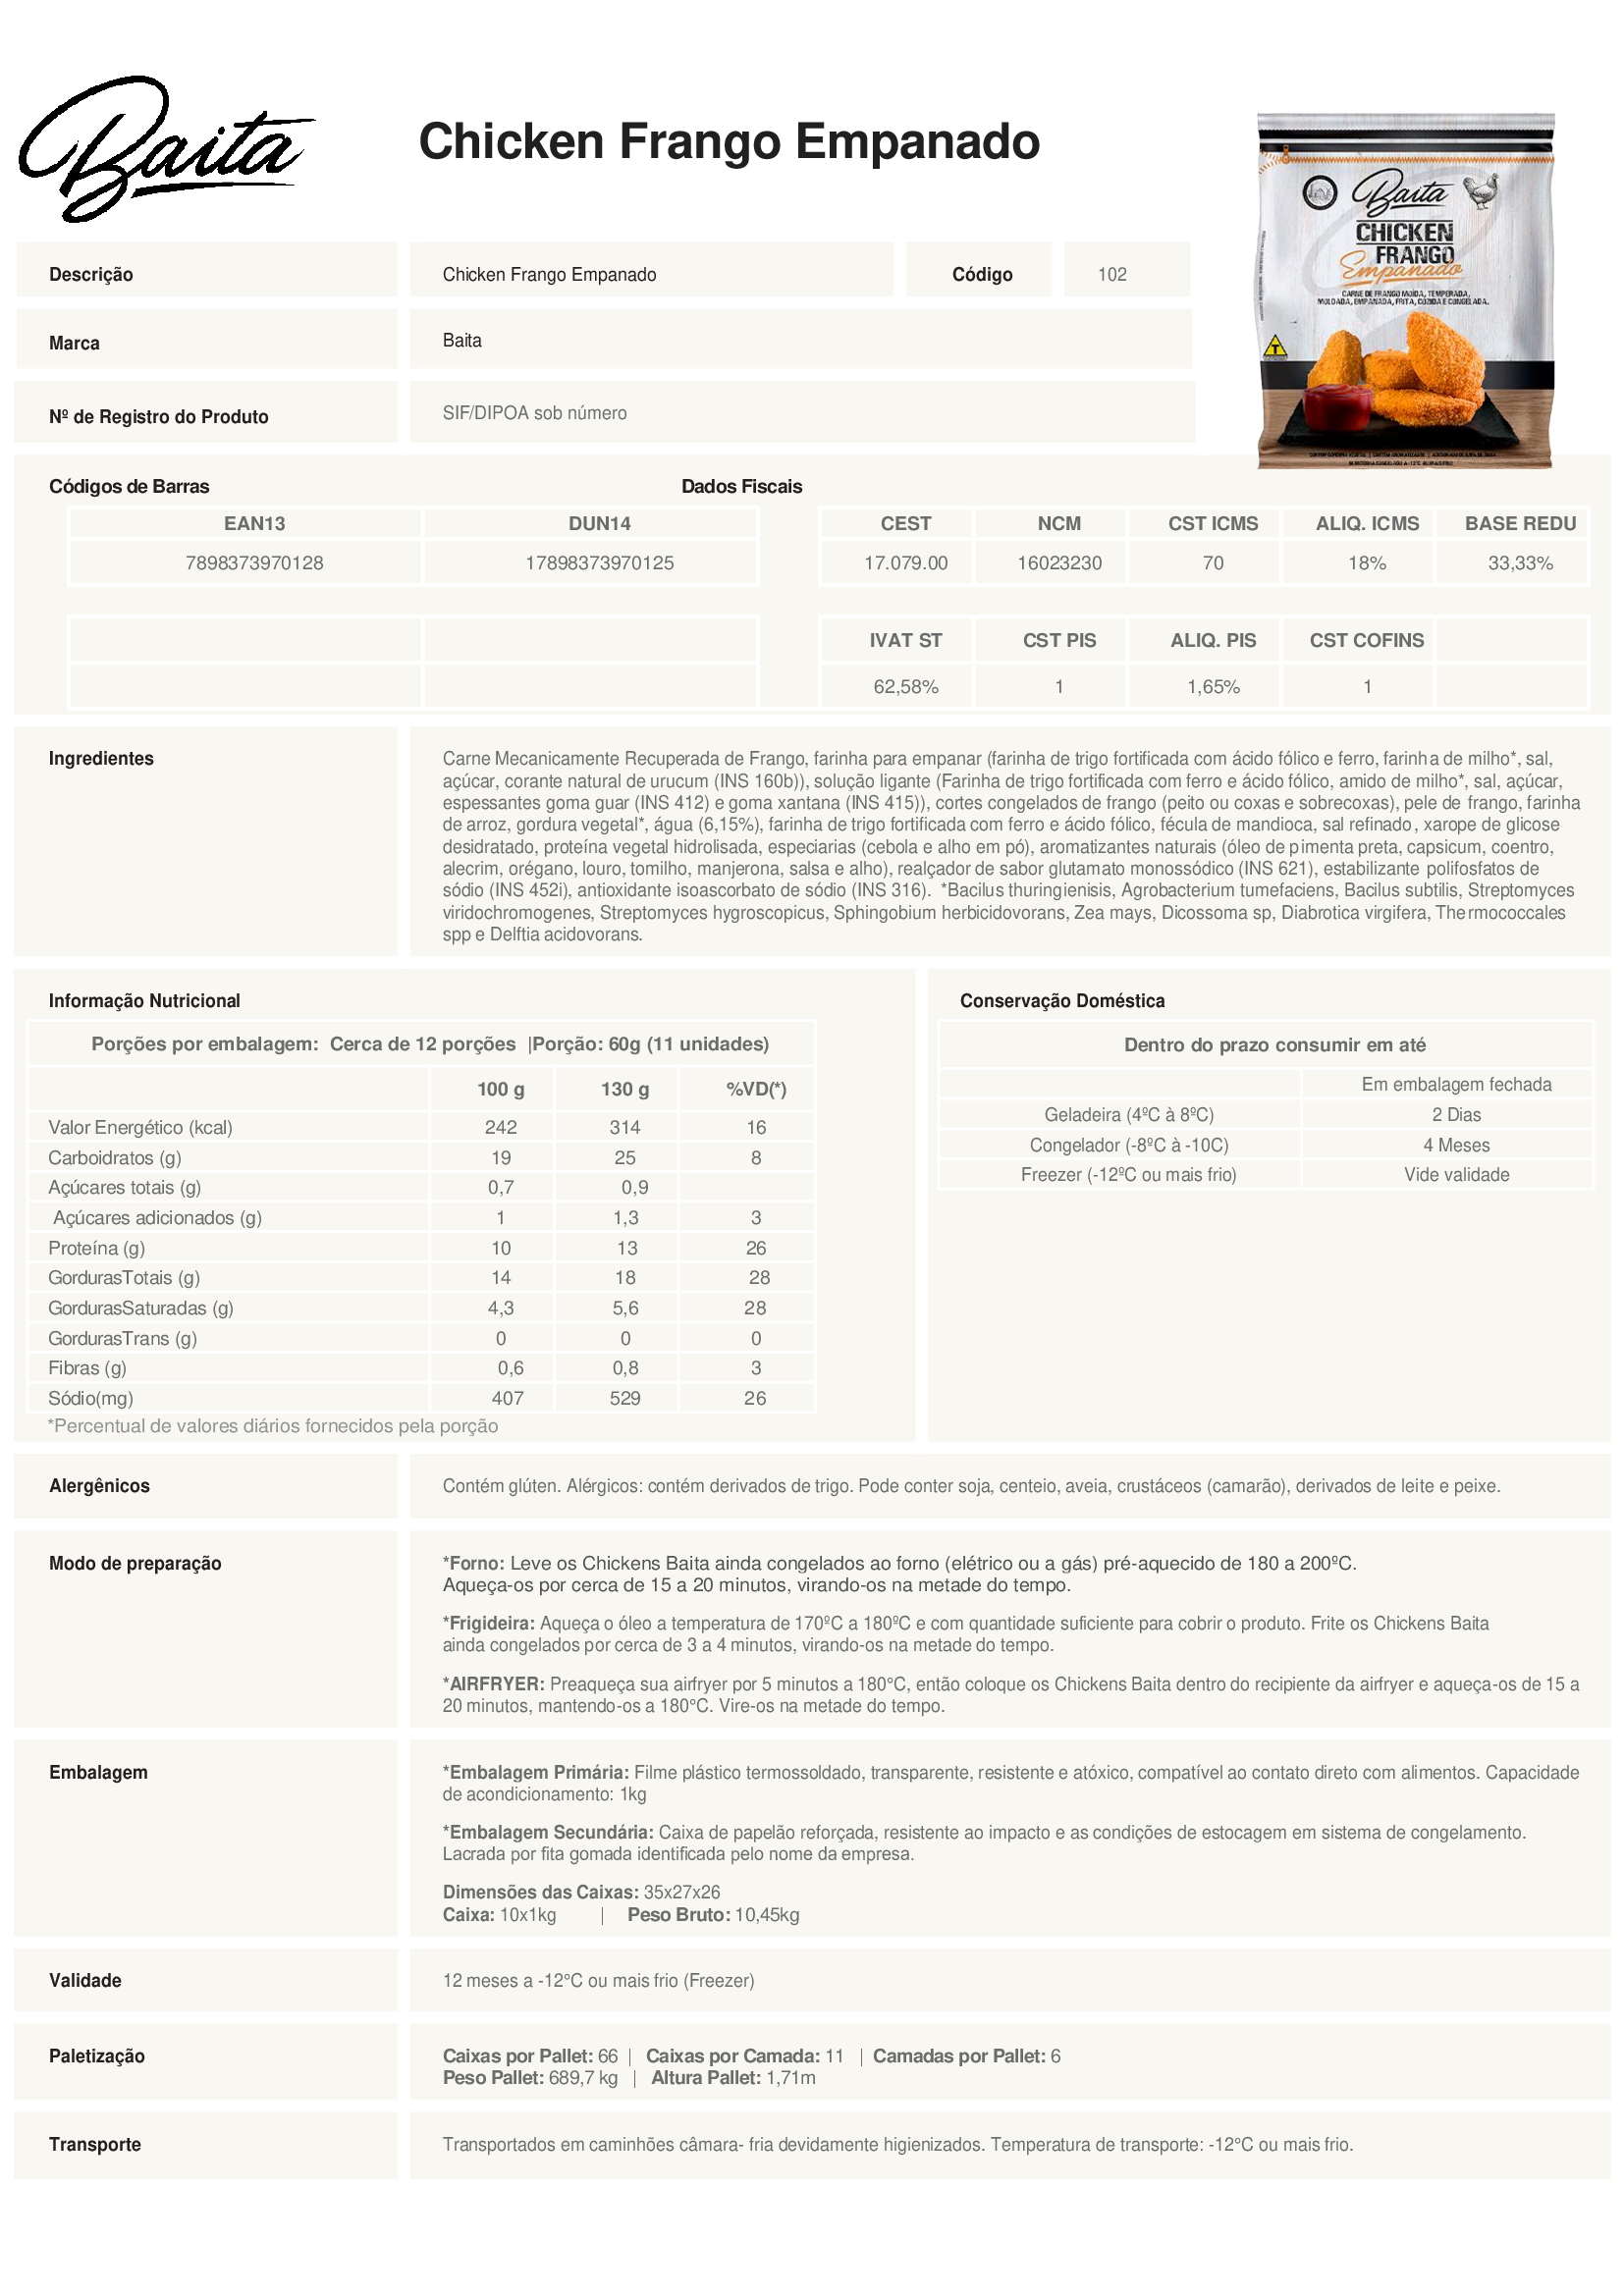 Baita
Chicken Frango Empanado
Baita
CHICKEN
FRANGO
Empanado
CARNE DE FRANGO MOÍDA, TEMPERADA,
MOLDADA, EMPANADA, FRITA, COZIDA E CONGELADA.
T
Descrição
Chicken Frango Empanado
Código
102
Marca
Baita
Nº de Registro do Produto
SIF/DIPOA sob número
Códigos de Barras
Dados Fiscais
EAN13 DUN14 CEST NCM CST ICMS ALIQ. ICMS BASE REDU
7898373970128 17898373970125 17.079.00 16023230 70 18% 33,33%
IVAT ST CST PIS ALIQ. PIS CST COFINS
62,58% 1 1,65% 1
Ingredientes
Carne Mecanicamente Recuperada de Frango, farinha para empanar (farinha de trigo fortificada com ácido fólico e ferro, farinha de milho*, sal,
açúcar, corante natural de urucum (INS 160b)), solução ligante (Farinha de trigo fortificada com ferro e ácido fólico, amido de milho*, sal, açúcar,
espessantes goma guar (INS 412) e goma xantana (INS 415)), cortes congelados de frango (peito ou coxas e sobrecoxas), pele de frango, farinha
de arroz, gordura vegetal*, água (6,15%), farinha de trigo fortificada com ferro e ácido fólico, fécula de mandioca, sal refinado, xarope de glicose
desidratado, proteína vegetal hidrolisada, especiarias (cebola e alho em pó), aromatizantes naturais (óleo de pimenta preta, capsicum, coentro,
alecrim, orégano, louro, tomilho, manjerona, salsa e alho), realçador de sabor glutamato monossódico (INS 621), estabilizante polifosfatos de
sódio (INS 452i), antioxidante isoascorbato de sódio (INS 316). *Bacilus thuringienisis, Agrobacterium tumefaciens, Bacilus subtilis, Streptomyces
viridochromogenes, Streptomyces hygroscopicus, Sphingobium herbicidovorans, Zea mays, Dicossoma sp, Diabrotica virgifera, Thermococcales
spp e Delftia acidovorans.
Informação Nutricional
Porções por embalagem: Cerca de 12 porções |Porção: 60g (11 unidades)
100 g 130 g %VD(*)
Valor Energético (kcal) 242 314 16
Carboidratos (g) 19 25 8
Açúcares totais (g) 0,7 0,9
Açúcares adicionados (g) 1 1,3 3
Proteína (g) 10 13 26
GordurasTotais (g) 14 18 28
GordurasSaturadas (g) 4,3 5,6 28
GordurasTrans (g) 0 0 0
Fibras (g) 0,6 0,8 3
Sódio(mg) 407 529 26
*Percentual de valores diários fornecidos pela porção
Conservação Doméstica
Dentro do prazo consumir em até
Em embalagem fechada
Geladeira (4ºC à 8ºC) 2 Dias
Congelador (-8ºC à -10C) 4 Meses
Freezer (-12ºC ou mais frio) Vide validade
Alergênicos
Contém glúten. Alérgicos: contém derivados de trigo. Pode conter soja, centeio, aveia, crustáceos (camarão), derivados de leite e peixe.
Modo de preparação
*Forno: Leve os Chickens Baita ainda congelados ao forno (elétrico ou a gás) pré-aquecido de 180 a 200ºC.
Aqueça-os por cerca de 15 a 20 minutos, virando-os na metade do tempo.
*Frigideira: Aqueça o óleo a temperatura de 170ºC a 180ºC e com quantidade suficiente para cobrir o produto. Frite os Chickens Baita
ainda congelados por cerca de 3 a 4 minutos, virando-os na metade do tempo.
*AIRFRYER: Preaqueça sua airfryer por 5 minutos a 180°C, então coloque os Chickens Baita dentro do recipiente da airfryer e aqueça-os de 15 a
20 minutos, mantendo-os a 180°C. Vire-os na metade do tempo.
Embalagem
*Embalagem Primária: Filme plástico termossoldado, transparente, resistente e atóxico, compatível ao contato direto com alimentos. Capacidade
de acondicionamento: 1kg
*Embalagem Secundária: Caixa de papelão reforçada, resistente ao impacto e as condições de estocagem em sistema de congelamento.
Lacrada por fita gomada identificada pelo nome da empresa.
Dimensões das Caixas: 35x27x26
Caixa: 10x1kg | Peso Bruto: 10,45kg
Validade
12 meses a -12°C ou mais frio (Freezer)
Paletização
Caixas por Pallet: 66 | Caixas por Camada: 11 | Camadas por Pallet: 6
Peso Pallet: 689,7 kg | Altura Pallet: 1,71m
Transporte
Transportados em caminhões câmara- fria devidamente higienizados. Temperatura de transporte: -12°C ou mais frio.